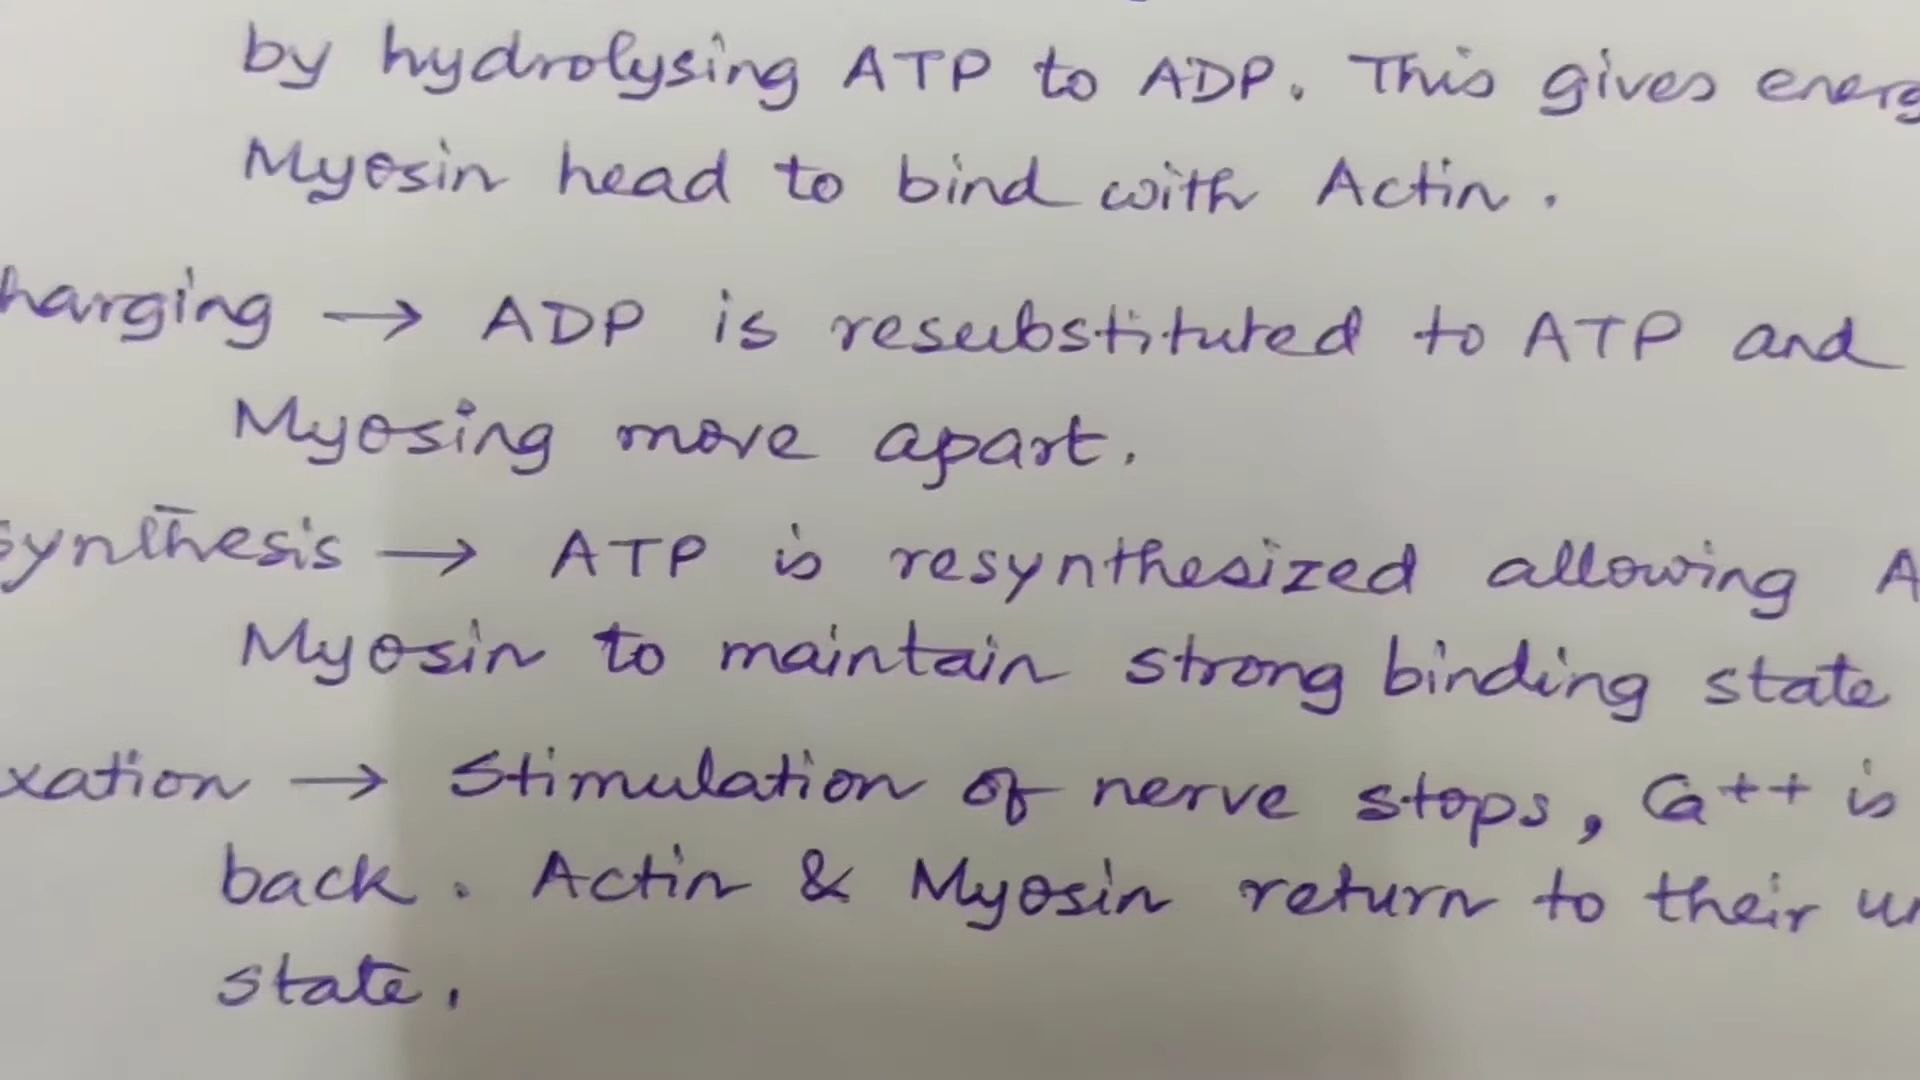 by hydrolysing ATP to ADP. This gives energ
Myosin head to bind with Actin.
harging → ADP is resubstituted to ATP and
Myosing move apart.
synthesis → ATP is resynthesized allowing A
Myosin to maintain strong binding state
xation → Stimulation of nerve stops, Ca++ is
back. Actin & Myosin return to their un
state.